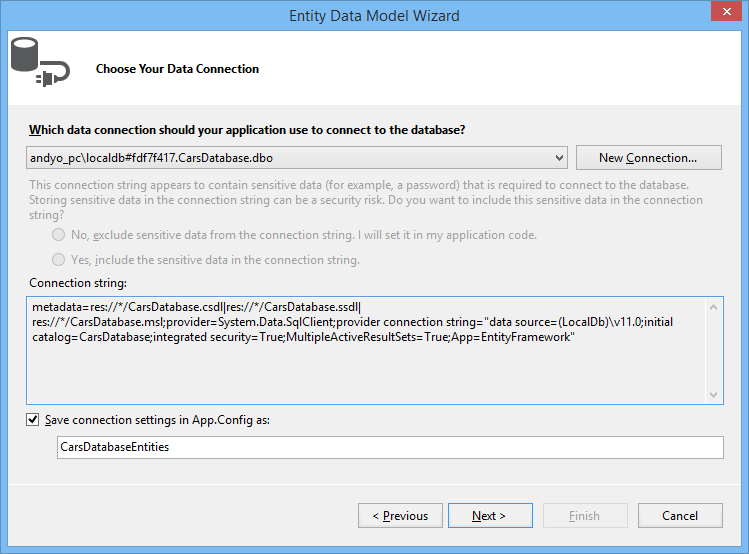 Entity Data Model Wizard
Choose Your Data Connection
Which data connection should your application use to connect to the database?
andyo_pc\localdb#fdf7f417.CarsDatabase.dbo
New Connection...
This connection string appears to contain sensitive data (for example, a password) that is required to connect to the database.
Storing sensitive data in the connection string can be a security risk. Do you want to include this sensitive data in the connection
string?
No, exclude sensitive data from the connection string. I will set it in my application code.
Yes, include the sensitive data in the connection string.
Connection string:
metadata=res://*/CarsDatabase.csdl|res://*/CarsDatabase.ssdl|
res://*/CarsDatabase.msl;provider=System.Data.SqlClient;provider connection string="data source=(LocalDb)\v11.0;initial
catalog=CarsDatabase;integrated security=True;MultipleActiveResultSets=True;App=EntityFramework"
Save connection settings in App.Config as:
CarsDatabaseEntities
< Previous
Next >
Finish
Cancel